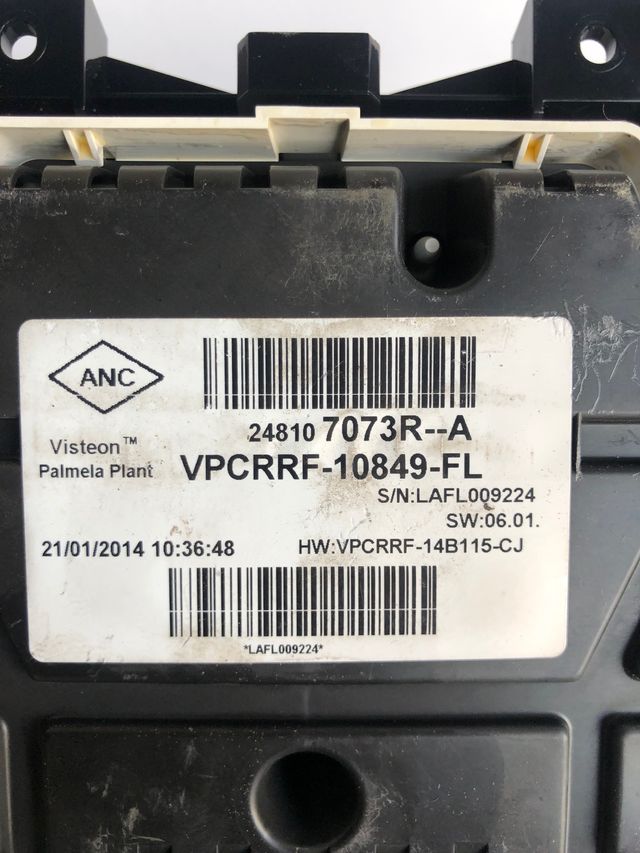 ANC
24810 7073R--A
Visteon™
Palmela Plant
VPCRRF-10849-FL
S/N:LAFL009224
SW:06.01.
21/01/2014 10:36:48
HW:VPCRRF-14B115-CJ
*LAFL009224*